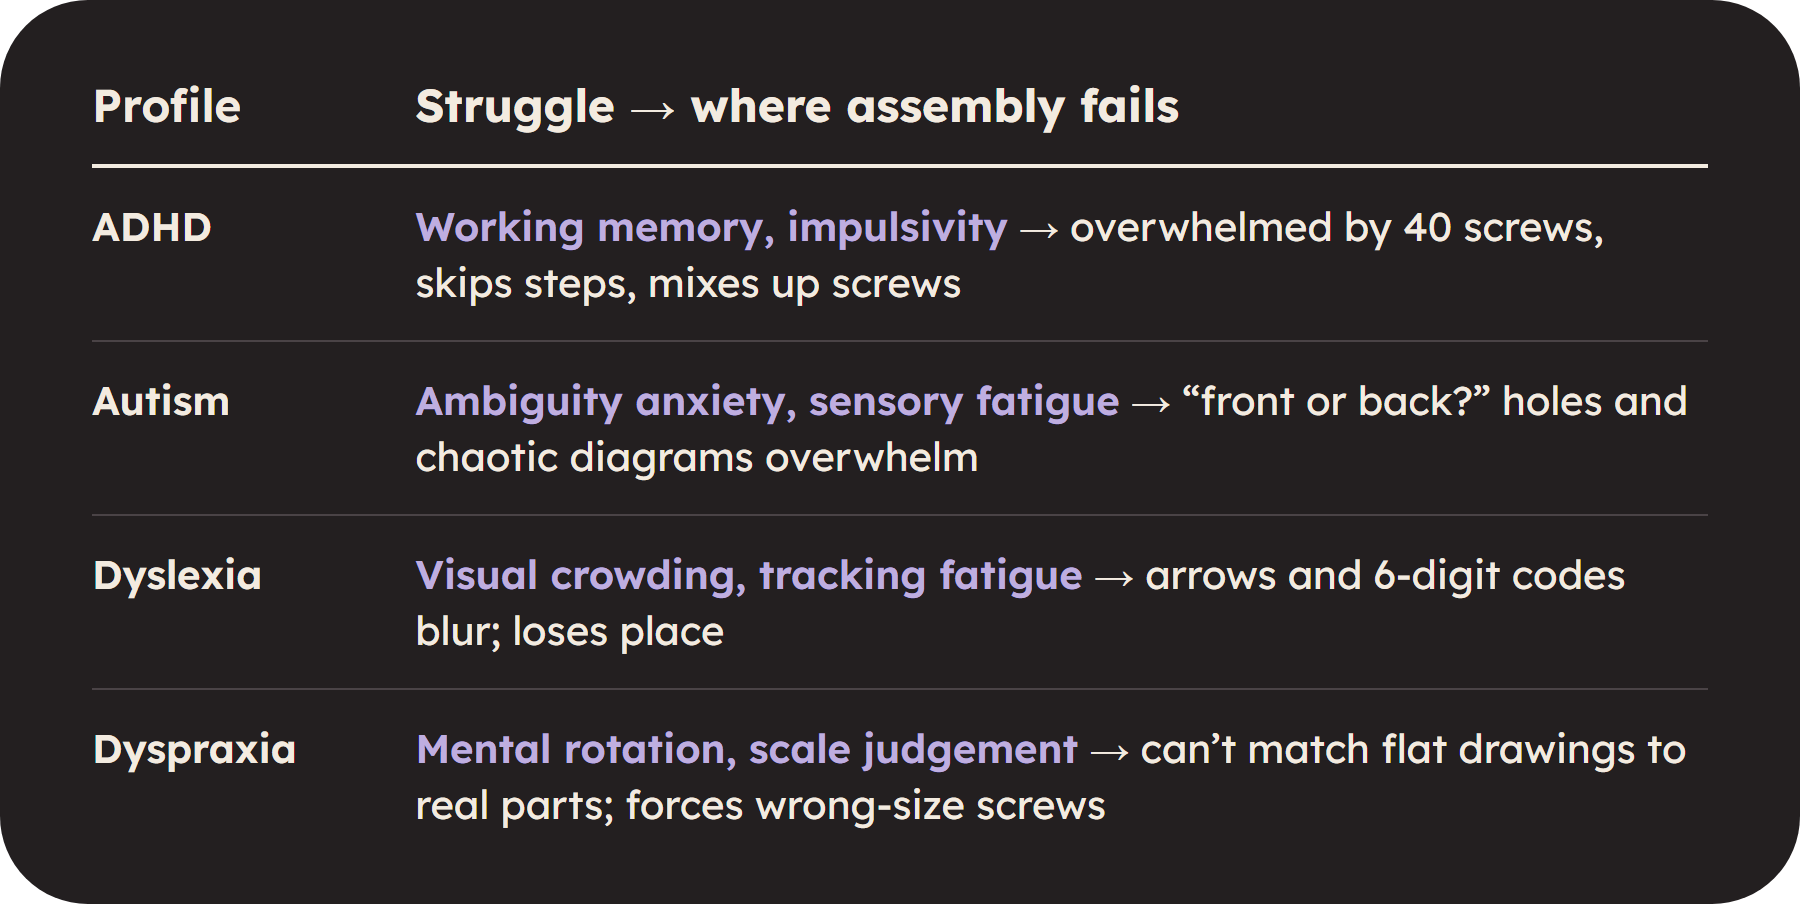 Profile
Struggle → where assembly fails
ADHD
Working memory, impulsivity → overwhelmed by 40 screws,
skips steps, mixes up screws
Autism
Ambiguity anxiety, sensory fatigue → “front or back?” holes and
chaotic diagrams overwhelm
Dyslexia
Visual crowding, tracking fatigue → arrows and 6-digit codes
blur; loses place
Dyspraxia
Mental rotation, scale judgement → can’t match flat drawings to
real parts; forces wrong-size screws